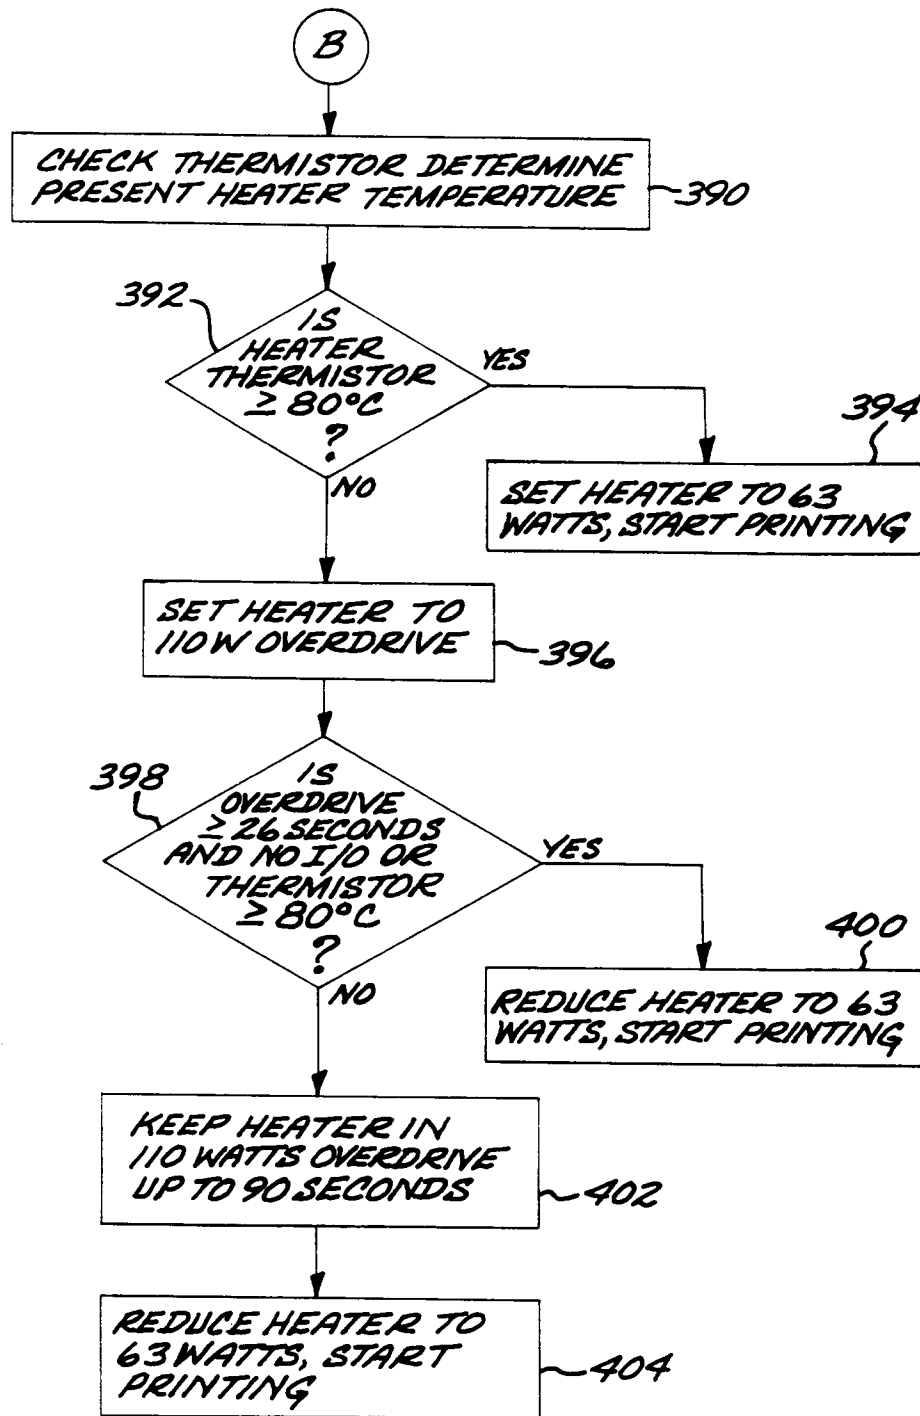 B
CHECK THERMISTOR DETERMINE
PRESENT HEATER TEMPERATURE
390
392
IS
HEATER
THERMISTOR
≥ 80°C
?
YES
NO
394
SET HEATER TO 63
WATTS, START PRINTING
SET HEATER TO
110 W OVERDRIVE
396
398
IS
OVERDRIVE
≥ 26 SECONDS
AND NO I/O OR
THERMISTOR
≥ 80°C
?
YES
NO
400
REDUCE HEATER TO 63
WATTS, START PRINTING
KEEP HEATER IN
110 WATTS OVERDRIVE
UP TO 90 SECONDS
402
REDUCE HEATER TO
63 WATTS, START
PRINTING
404